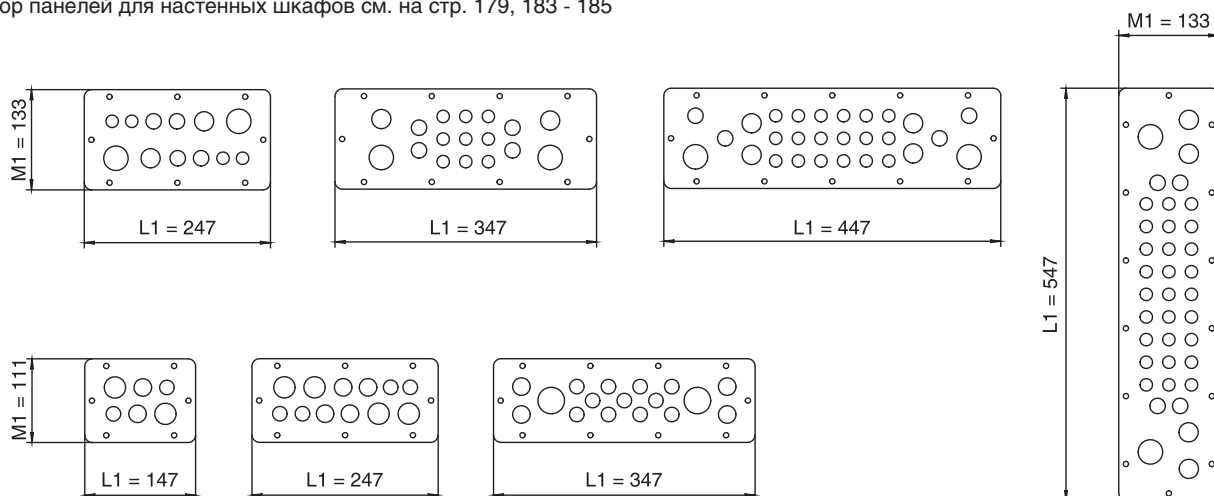 ор панелей для настенных шкафов см. на стр. 179, 183 - 185
M1 = 133
M1 = 133
L1 = 247
L1 = 347
L1 = 447
L1 = 547
M1 = 111
L1 = 147
L1 = 247
L1 = 347